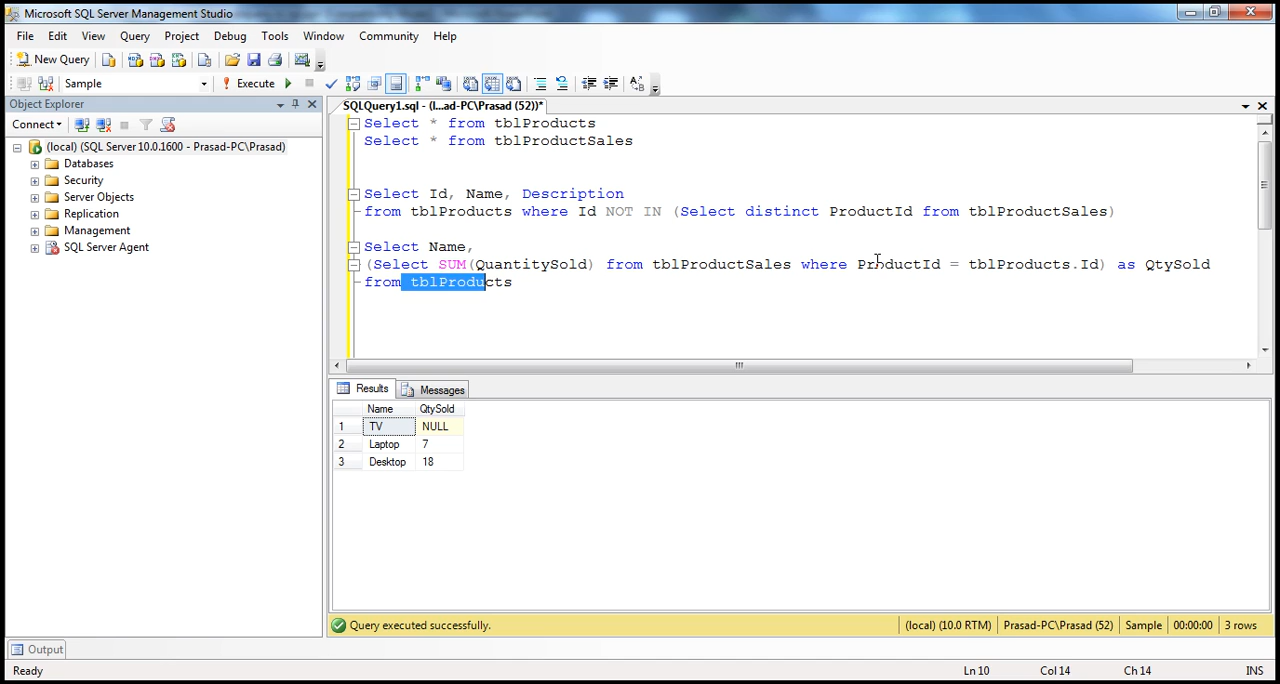 Microsoft SQL Server Management Studio
File Edit View Query Project Debug Tools Window Community Help
New Query
Sample Execute
Object Explorer
SQLQuery1.sql - (l...ad-PC\Prasad (52))*
Connect
(local) (SQL Server 10.0.1600 - Prasad-PC\Prasad)
Databases
Security
Server Objects
Replication
Management
SQL Server Agent
Select * from tblProducts
Select * from tblProductSales
Select Id, Name, Description
from tblProducts where Id NOT IN (Select distinct ProductId from tblProductSales)
Select Name,
(Select SUM(QuantitySold) from tblProductSales where ProductId = tblProducts.Id) as QtySold
from tblProducts
Results Messages
Name QtySold
1 TV NULL
2 Laptop 7
3 Desktop 18
Query executed successfully. (local) (10.0 RTM) Prasad-PC\Prasad (52) Sample 00:00:00 3 rows
Output
Ready Ln 10 Col 14 Ch 14 INS